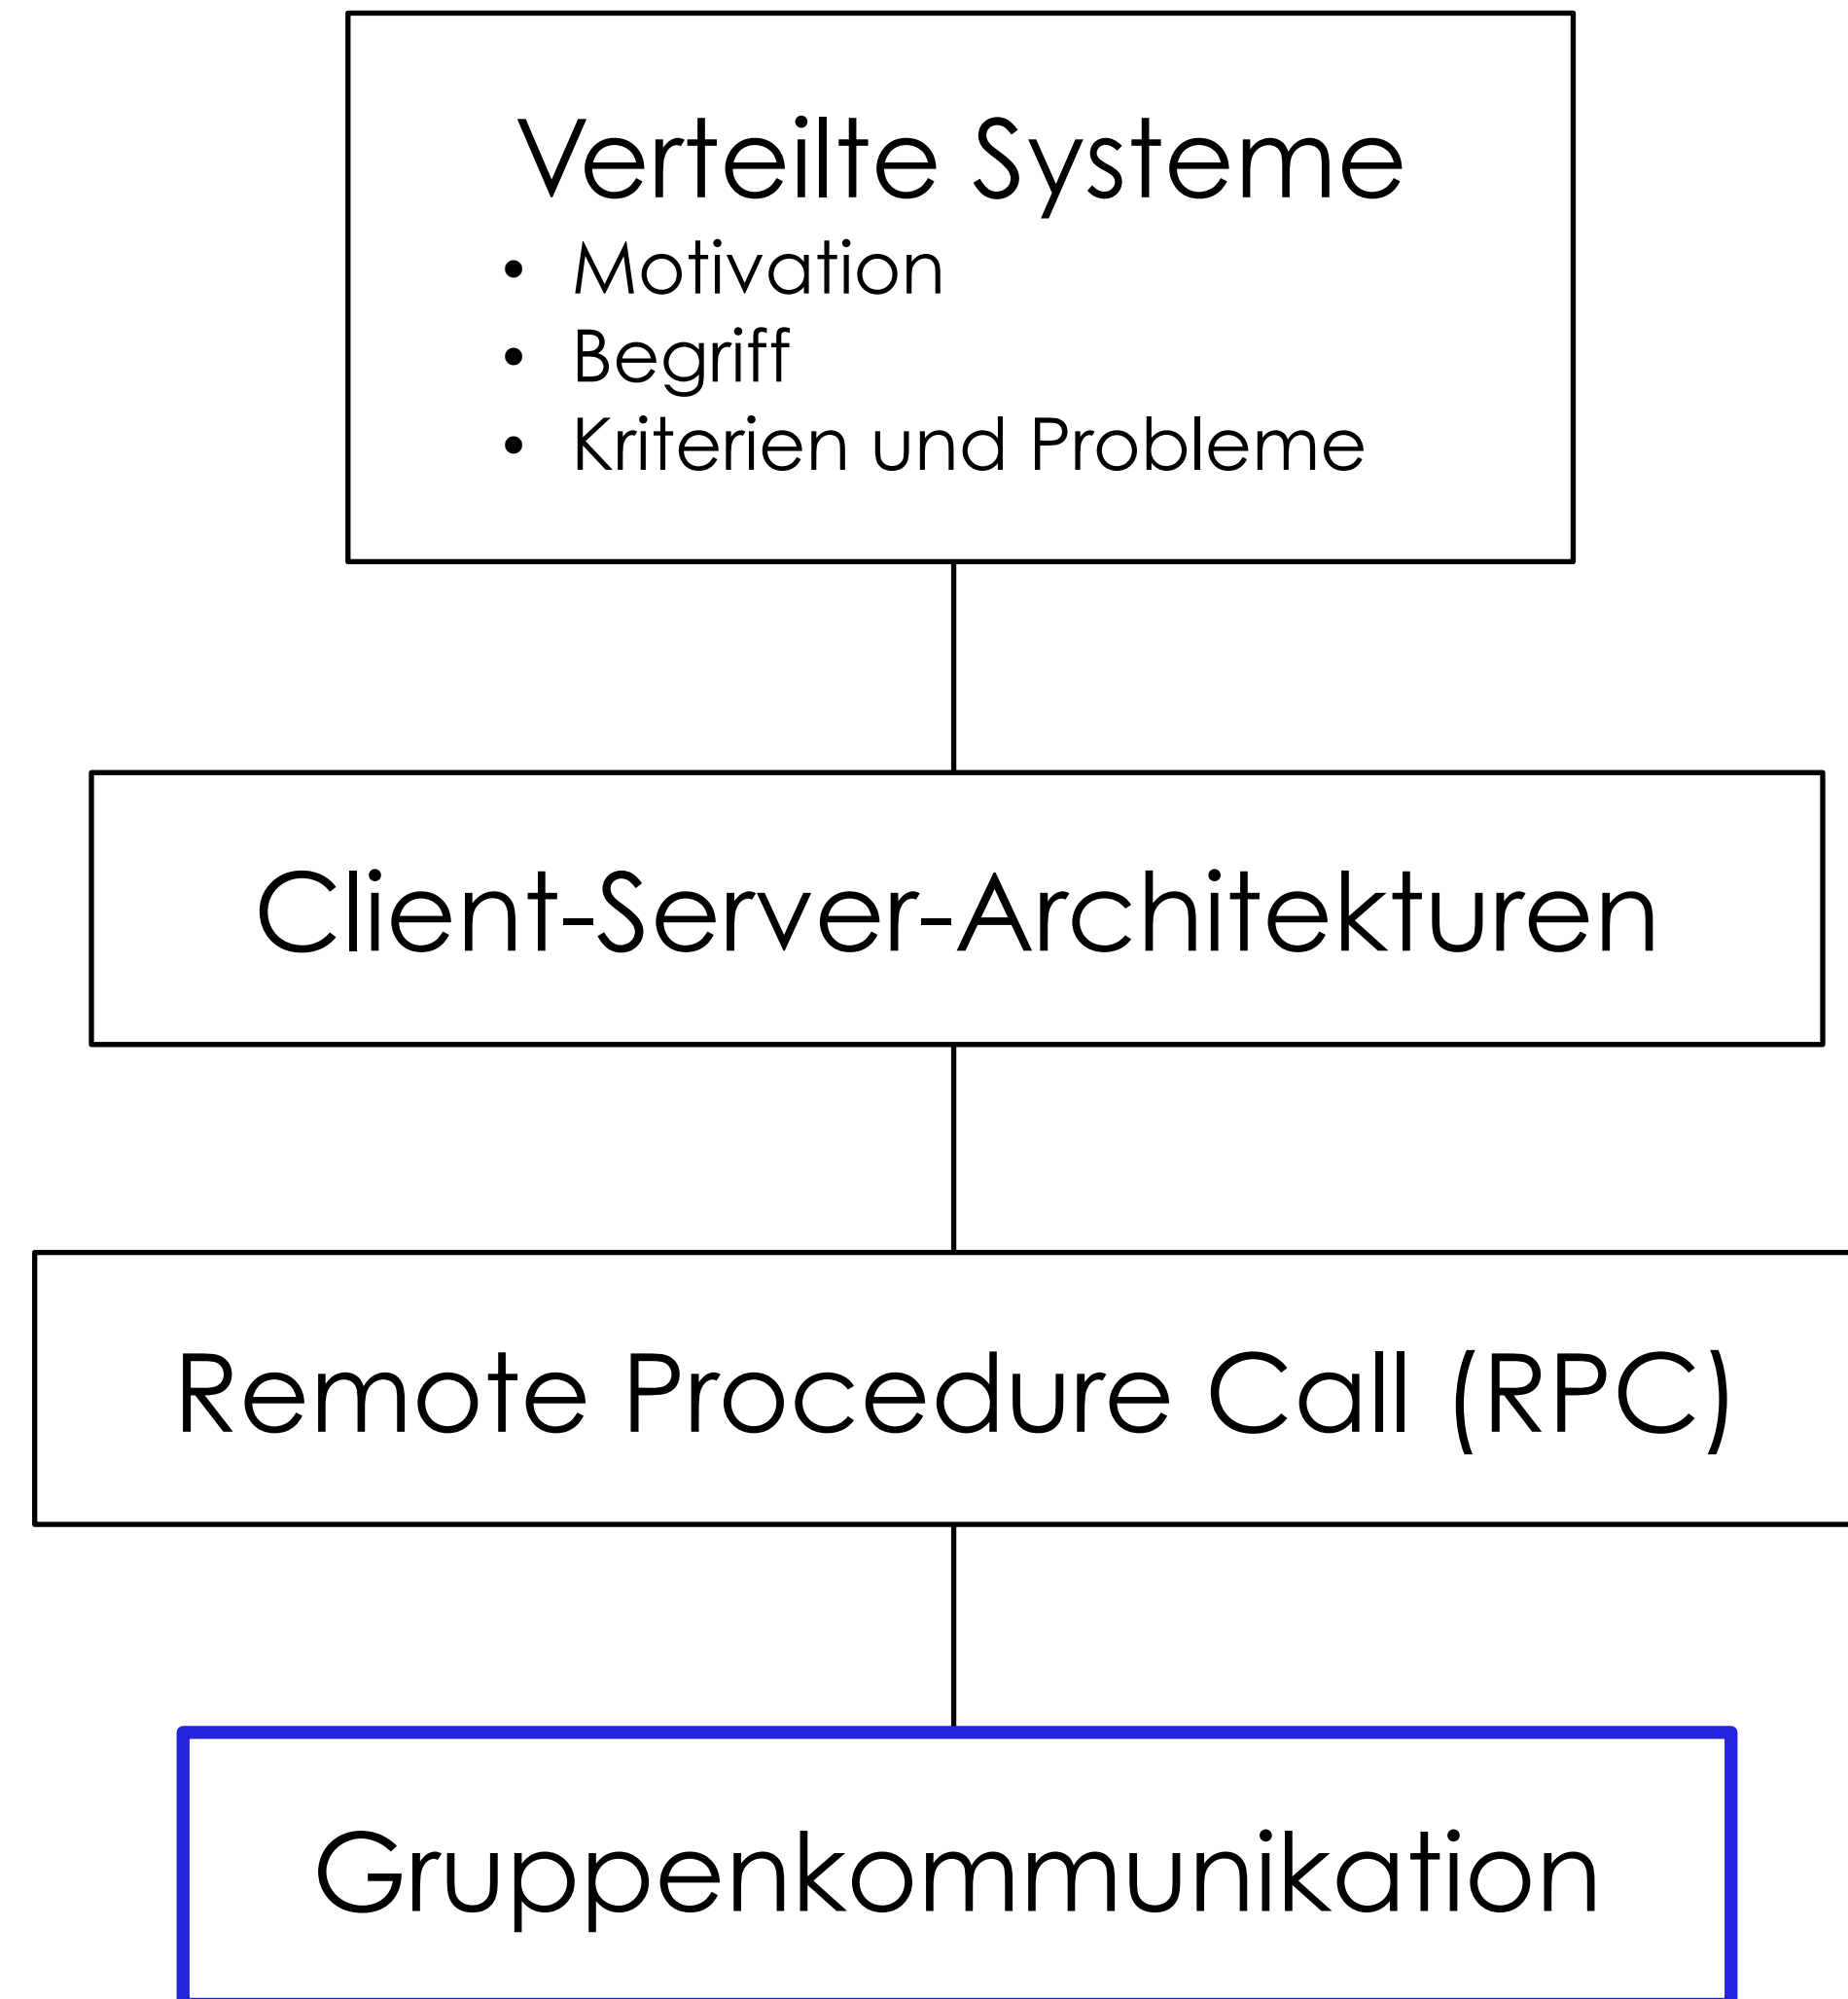 Verteilte Systeme
• Motivation
• Begriff
• Kriterien und Probleme
Client-Server-Architekturen
Remote Procedure Call (RPC)
Gruppenkommunikation